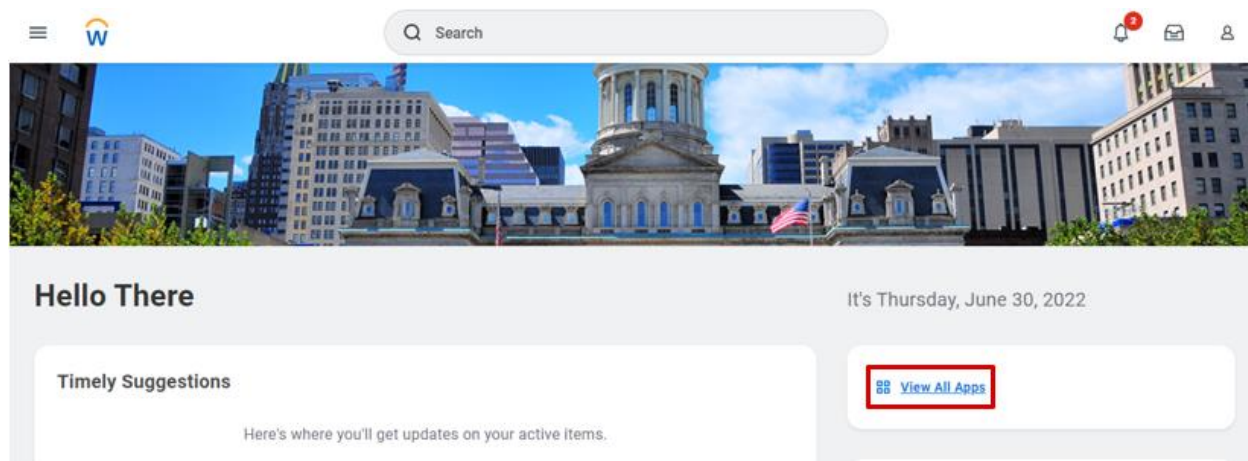 W
Search
2
Hello There
It's Thursday, June 30, 2022
Timely Suggestions
View All Apps
Here's where you'll get updates on your active items.